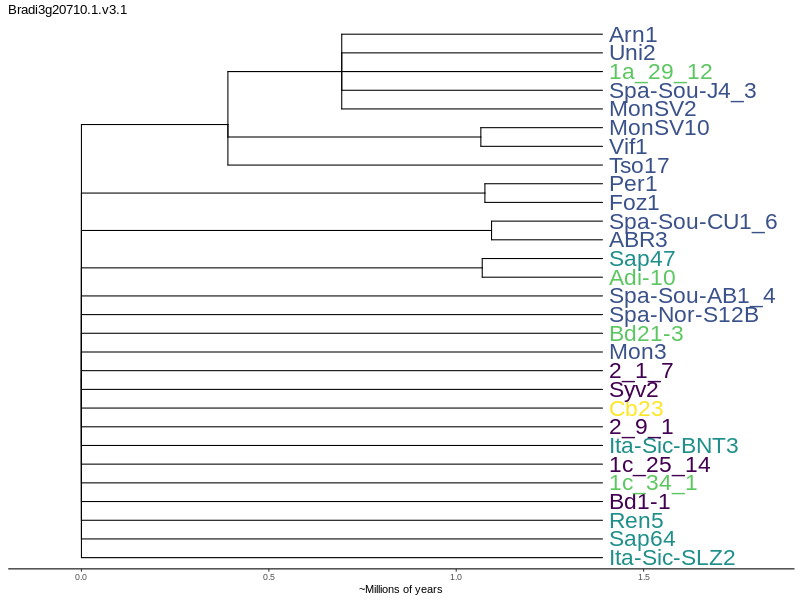 Bradi3g20710.1.v3.1
Arn1
Uni2
1a_29_12
Spa-Sou-J4_3
MonSV2
MonSV10
Vif1
Tso17
Per1
Foz1
Spa-Sou-CU1_6
ABR3
Sap47
Adi-10
Spa-Sou-AB1_4
Spa-Nor-S12B
Bd21-3
Mon3
2_1_7
Syv2
Cb23
2_9_1
Ita-Sic-BNT3
1c_25_14
1c_34_1
Bd1-1
Ren5
Sap64
Ita-Sic-SLZ2
0.0 0.5 1.0 1.5
~Millions of years